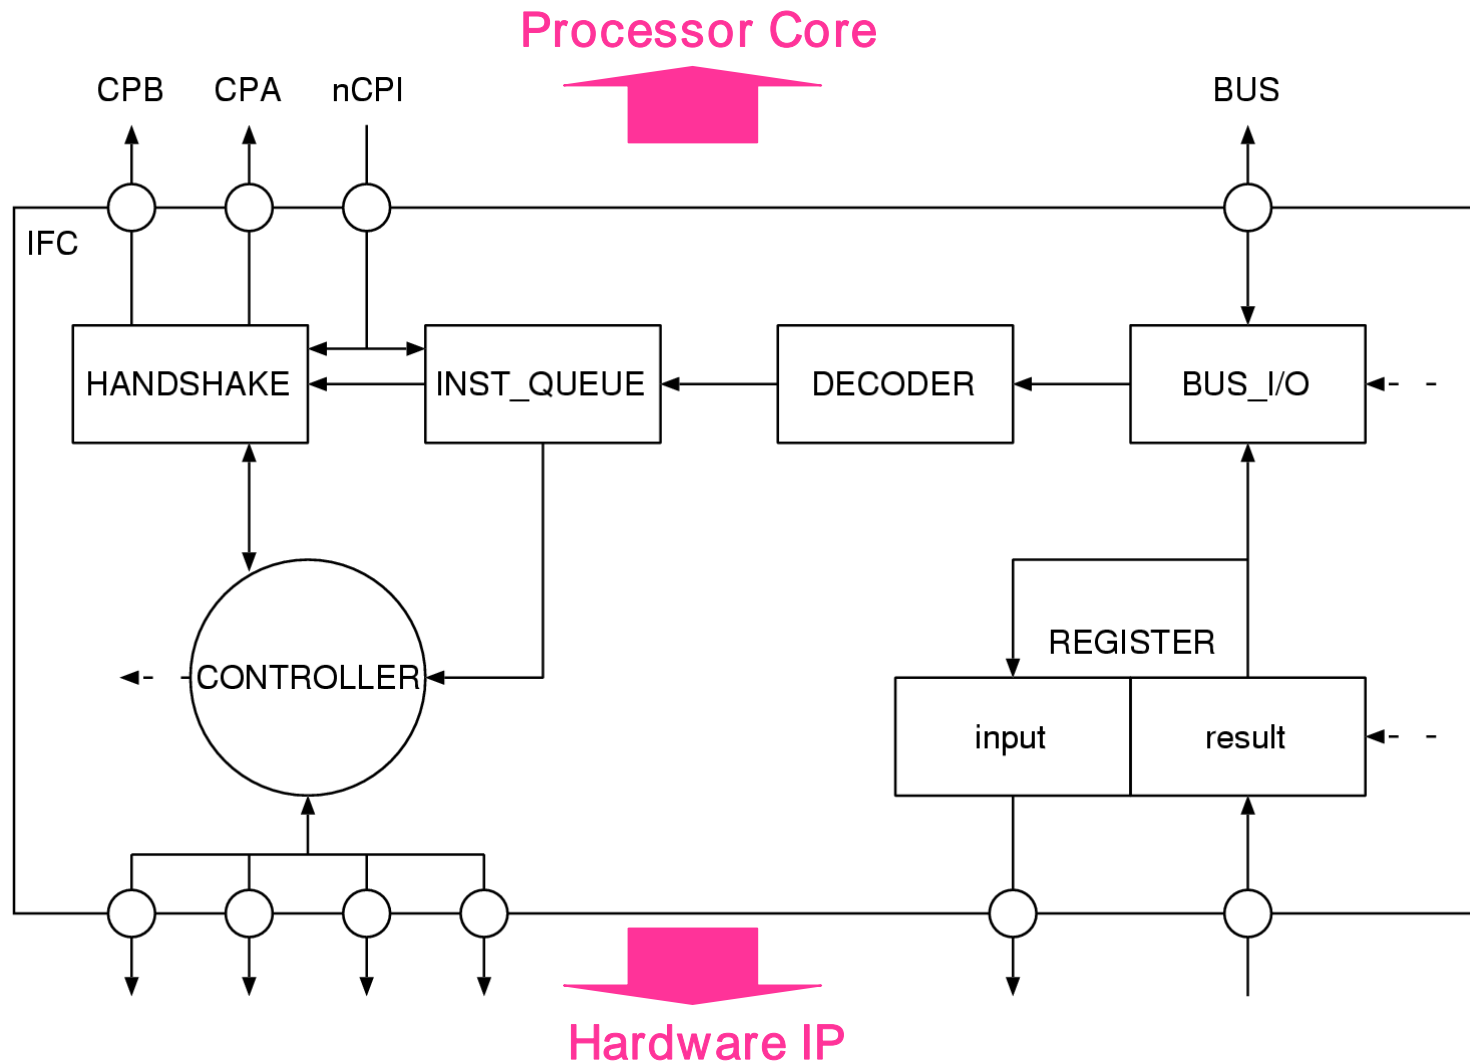 Processor Core
CPB CPA nCPI BUS
IFC
HANDSHAKE INST_QUEUE DECODER BUS_I/O
REGISTER
CONTROLLER
input result
Hardware IP